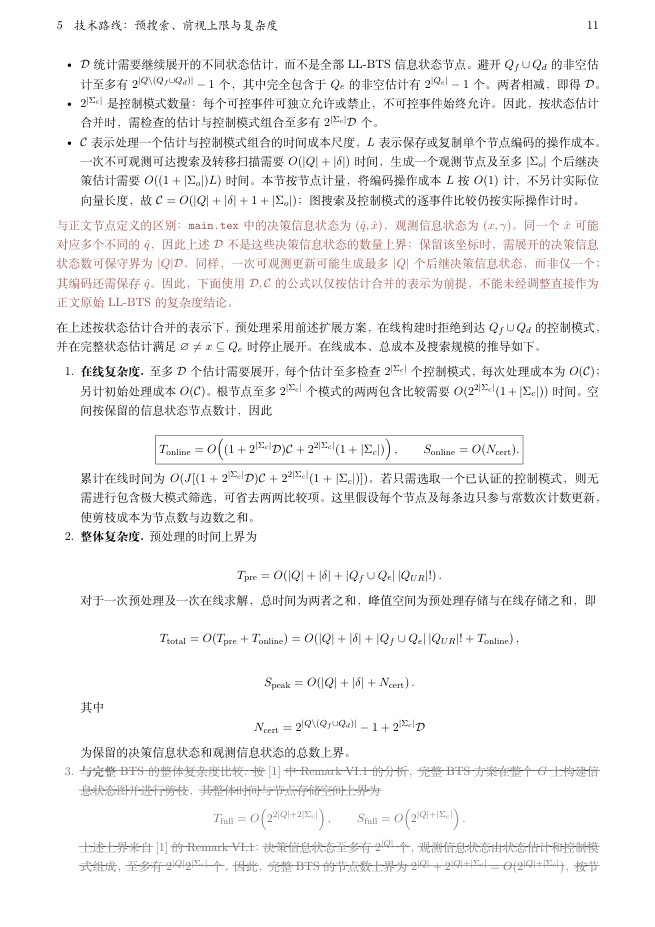 5 技术路线：预搜索、前视上限与复杂度 11
• 𝒟 统计需要继续展开的不同状态估计，而不是全部 LL-BTS 信息状态节点。避开 Q_f ∪ Q_d 的非空估
计至多有 2^{|Q\(Q_f∪Q_d)|} − 1 个，其中完全包含于 Q_e 的非空估计有 2^{|Q_e|} − 1 个。两者相减，即得 𝒟。
• 2^{|Σ_c|} 是控制模式数量：每个可控事件可独立允许或禁止，不可控事件始终允许。因此，按状态估计
合并时，需检查的估计与控制模式组合至多有 2^{|Σ_c|}𝒟 个。
• 𝒞 表示处理一个估计与控制模式组合的时间成本尺度，L 表示保存或复制单个节点编码的操作成本。
一次不可观测可达搜索及转移扫描需要 O(|Q| + |δ|) 时间，生成一个观测节点及至多 |Σ_o| 个后继决
策估计需要 O((1 + |Σ_o|)L) 时间。本节按节点计量，将编码操作成本 L 按 O(1) 计，不另计实际位
向量长度，故 𝒞 = O(|Q| + |δ| + 1 + |Σ_o|)；图搜索及控制模式的逐事件比较仍按实际操作计时。
与正文节点定义的区别：main.tex 中的决策信息状态为 (q̂, x̂)，观测信息状态为 (x, γ)。同一个 x̂ 可能
对应多个不同的 q̂，因此上述 𝒟 不是这些决策信息状态的数量上界；保留该坐标时，需展开的决策信息
状态数可保守界为 |Q|𝒟。同样，一次可观测更新可能生成最多 |Q| 个后继决策信息状态，而非仅一个；
其编码还需保存 q̂。因此，下面使用 𝒟, 𝒞 的公式以仅按估计合并的表示为前提，不能未经调整直接作为
正文原始 LL-BTS 的复杂度结论。
在上述按状态估计合并的表示下，预处理采用前述扩展方案，在线构建时拒绝到达 Q_f ∪ Q_d 的控制模式，
并在完整状态估计满足 ∅ ≠ x ⊆ Q_e 时停止展开。在线成本、总成本及搜索规模的推导如下。
1. 在线复杂度. 至多 𝒟 个估计需要展开，每个估计至多检查 2^{|Σ_c|} 个控制模式，每次处理成本为 O(𝒞)；
另计初始处理成本 O(𝒞)。根节点至多 2^{|Σ_c|} 个模式的两两包含比较需要 O(2^{2|Σ_c|}(1 + |Σ_c|)) 时间。空
间按保留的信息状态节点数计，因此
T_online = O((1 + 2^{|Σ_c|}𝒟)𝒞 + 2^{2|Σ_c|}(1 + |Σ_c|)), S_online = O(N_cert).
累计在线时间为 O(J[(1 + 2^{|Σ_c|}𝒟)𝒞 + 2^{2|Σ_c|}(1 + |Σ_c|)])。若只需选取一个已认证的控制模式，则无
需进行包含极大模式筛选，可省去两两比较项。这里假设每个节点及每条边只参与常数次计数更新，
使剪枝成本为节点数与边数之和。
2. 整体复杂度. 预处理的时间上界为
T_pre = O(|Q| + |δ| + |Q_f ∪ Q_e| |Q_UR|!) .
对于一次预处理及一次在线求解，总时间为两者之和，峰值空间为预处理存储与在线存储之和，即
T_total = O(T_pre + T_online) = O(|Q| + |δ| + |Q_f ∪ Q_e| |Q_UR|! + T_online) ,
S_peak = O(|Q| + |δ| + N_cert) .
其中
N_cert = 2^{|Q\(Q_f∪Q_d)|} − 1 + 2^{|Σ_c|}𝒟
为保留的决策信息状态和观测信息状态的总数上界。
3. 与完整 BTS 的整体复杂度比较. 按 [1] 中 Remark VI.1 的分析，完整 BTS 方案在整个 G 上构建信
息状态图并进行剪枝，其整体时间与节点存储空间上界为
T_full = O(2^{2|Q|+2|Σ_c|}), S_full = O(2^{|Q|+|Σ_c|}) .
上述上界来自 [1] 的 Remark VI.1：决策信息状态至多有 2^{|Q|} 个，观测信息状态由状态估计和控制模
式组成，至多有 2^{|Q|}2^{|Σ_c|} 个。因此，完整 BTS 的节点数上界为 2^{|Q|} + 2^{|Q|+|Σ_c|} = O(2^{|Q|+|Σ_c|})，按节